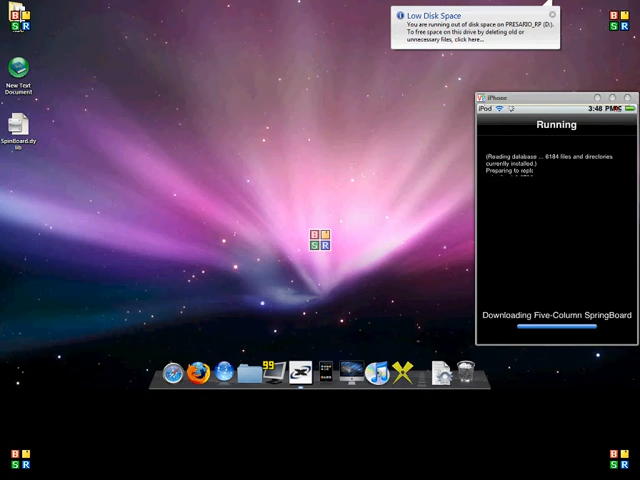 Low Disk Space
You are running out of disk space on PRESARIO_RP (D:).
To free space on this drive by deleting old or
unnecessary files, click here...
New Text
Document
SpinBoard.dy
lib
iPhone
iPod 3:48 PM
Running
(Reading database ... 6184 files and directories
currently installed.)
Preparing to repla
Downloading Five-Column SpringBoard
99
B
S R
B
S R
B
S R
B
S R
B
S R